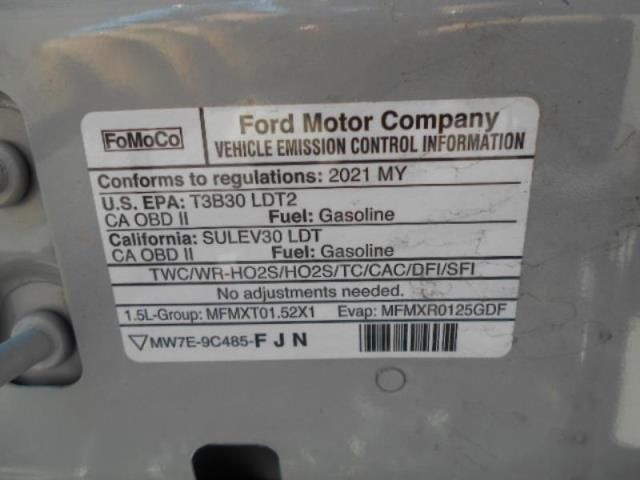 FoMoCo
Ford Motor Company
VEHICLE EMISSION CONTROL INFORMATION
Conforms to regulations: 2021 MY
U.S. EPA: T3B30 LDT2
CA OBD II Fuel: Gasoline
California: SULEV30 LDT
CA OBD II Fuel: Gasoline
TWC/WR-HO2S/HO2S/TC/CAC/DFI/SFI
No adjustments needed.
1.5L-Group: MFMXT01.52X1 Evap: MFMXR0125GDF
MW7E-9C485-F J N